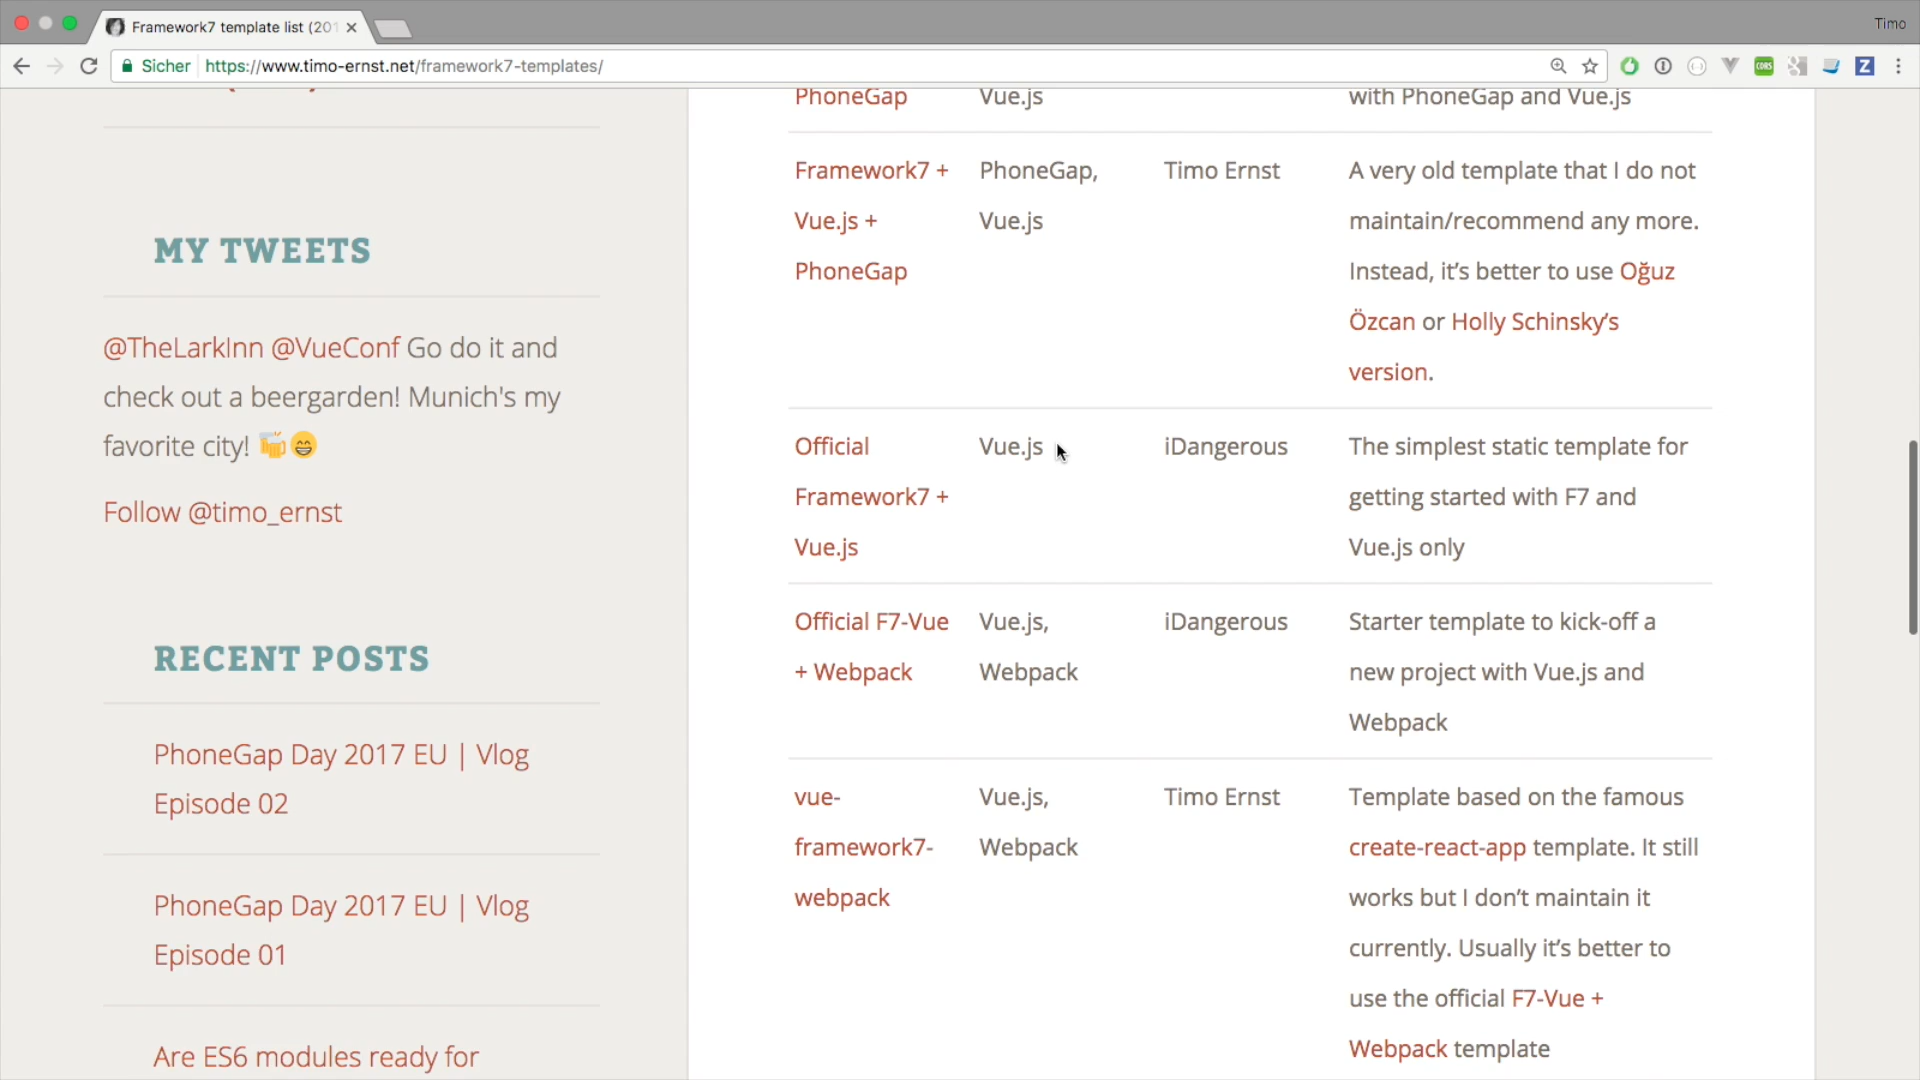 Framework7 template list (201
Timo
Sicher
https://www.timo-ernst.net/framework7-templates/
CORS
Z
MY TWEETS
@TheLarkInn @VueConf Go do it and
check out a beergarden! Munich's my
favorite city! 🍻😄
Follow @timo_ernst
RECENT POSTS
PhoneGap Day 2017 EU | Vlog
Episode 02
PhoneGap Day 2017 EU | Vlog
Episode 01
Are ES6 modules ready for
PhoneGap
Vue.js
with PhoneGap and Vue.js
Framework7 +
Vue.js +
PhoneGap
PhoneGap,
Vue.js
Timo Ernst
A very old template that I do not
maintain/recommend any more.
Instead, it’s better to use Oğuz
Özcan or Holly Schinsky’s
version.
Official
Framework7 +
Vue.js
Vue.js
iDangerous
The simplest static template for
getting started with F7 and
Vue.js only
Official F7-Vue
+ Webpack
Vue.js,
Webpack
iDangerous
Starter template to kick-off a
new project with Vue.js and
Webpack
vue-
framework7-
webpack
Vue.js,
Webpack
Timo Ernst
Template based on the famous
create-react-app template. It still
works but I don’t maintain it
currently. Usually it’s better to
use the official F7-Vue +
Webpack template